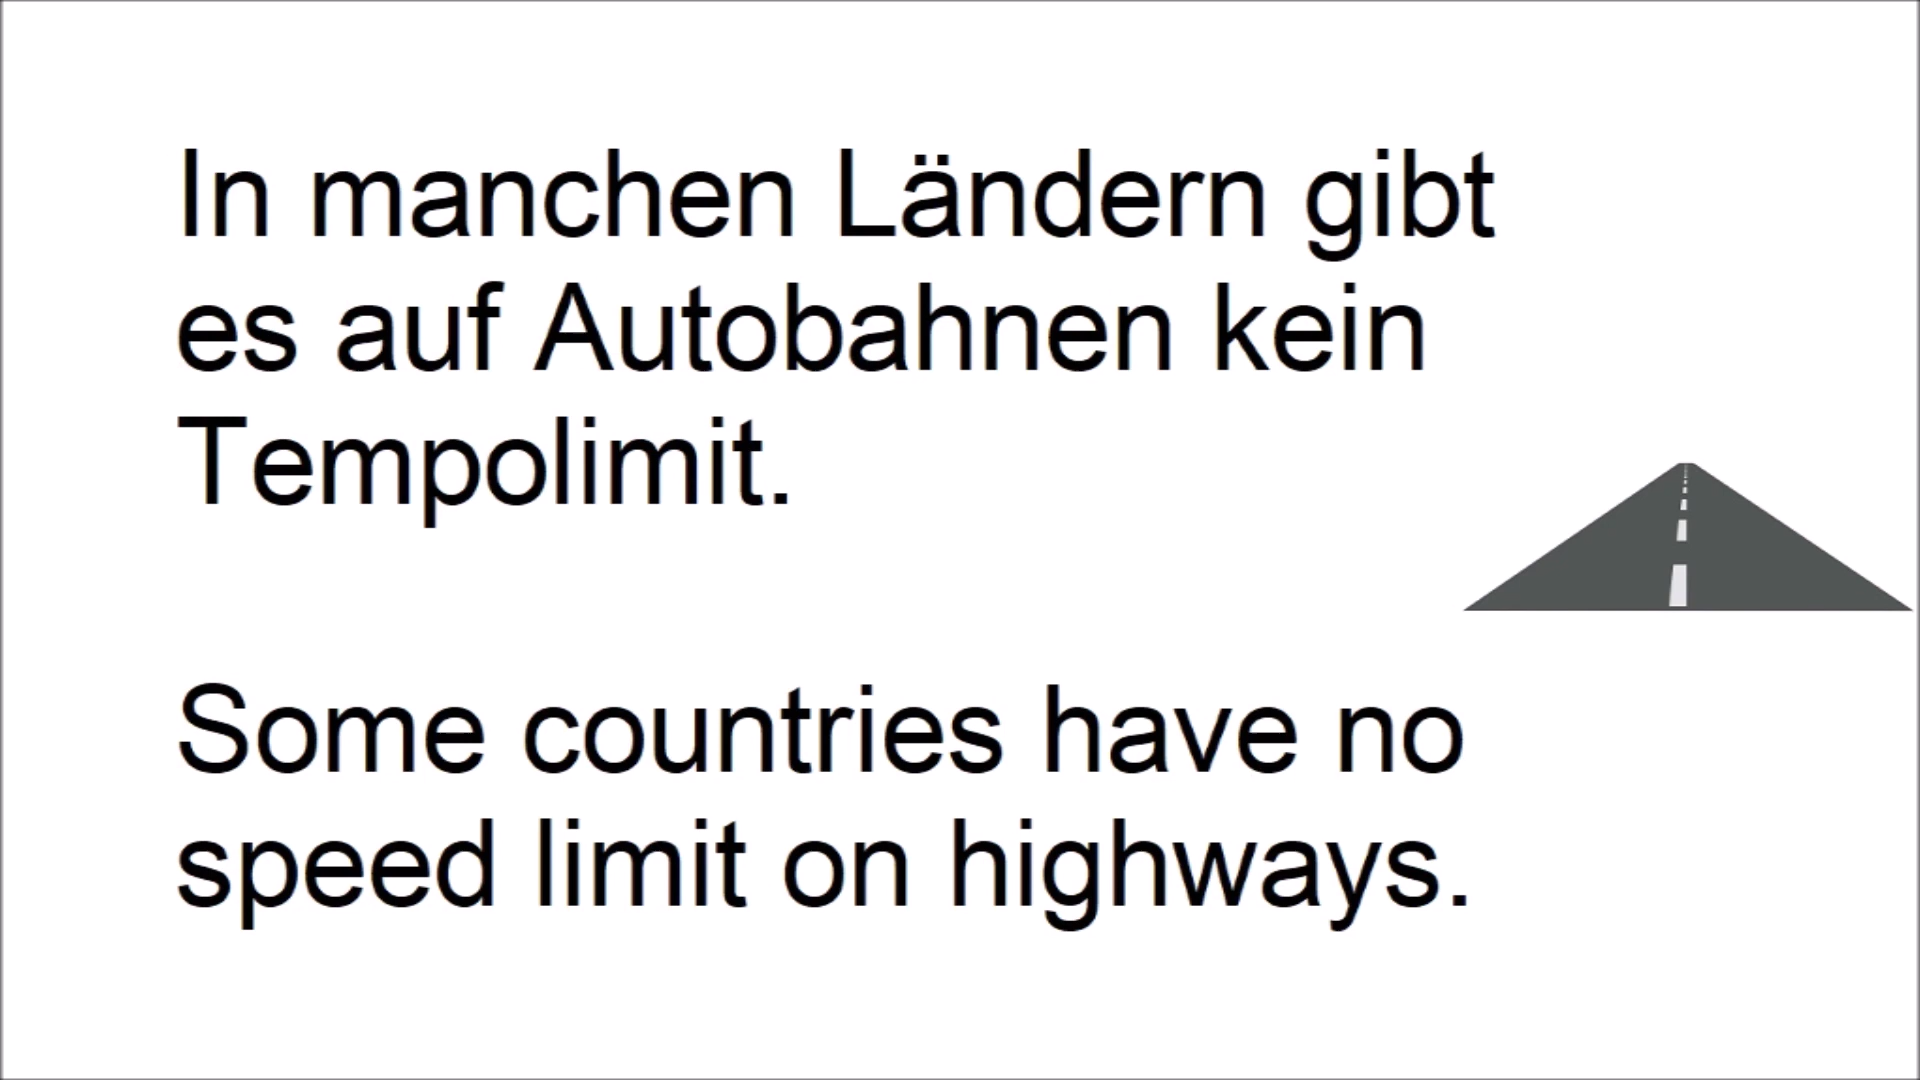 In manchen Ländern gibt
es auf Autobahnen kein
Tempolimit.
Some countries have no
speed limit on highways.